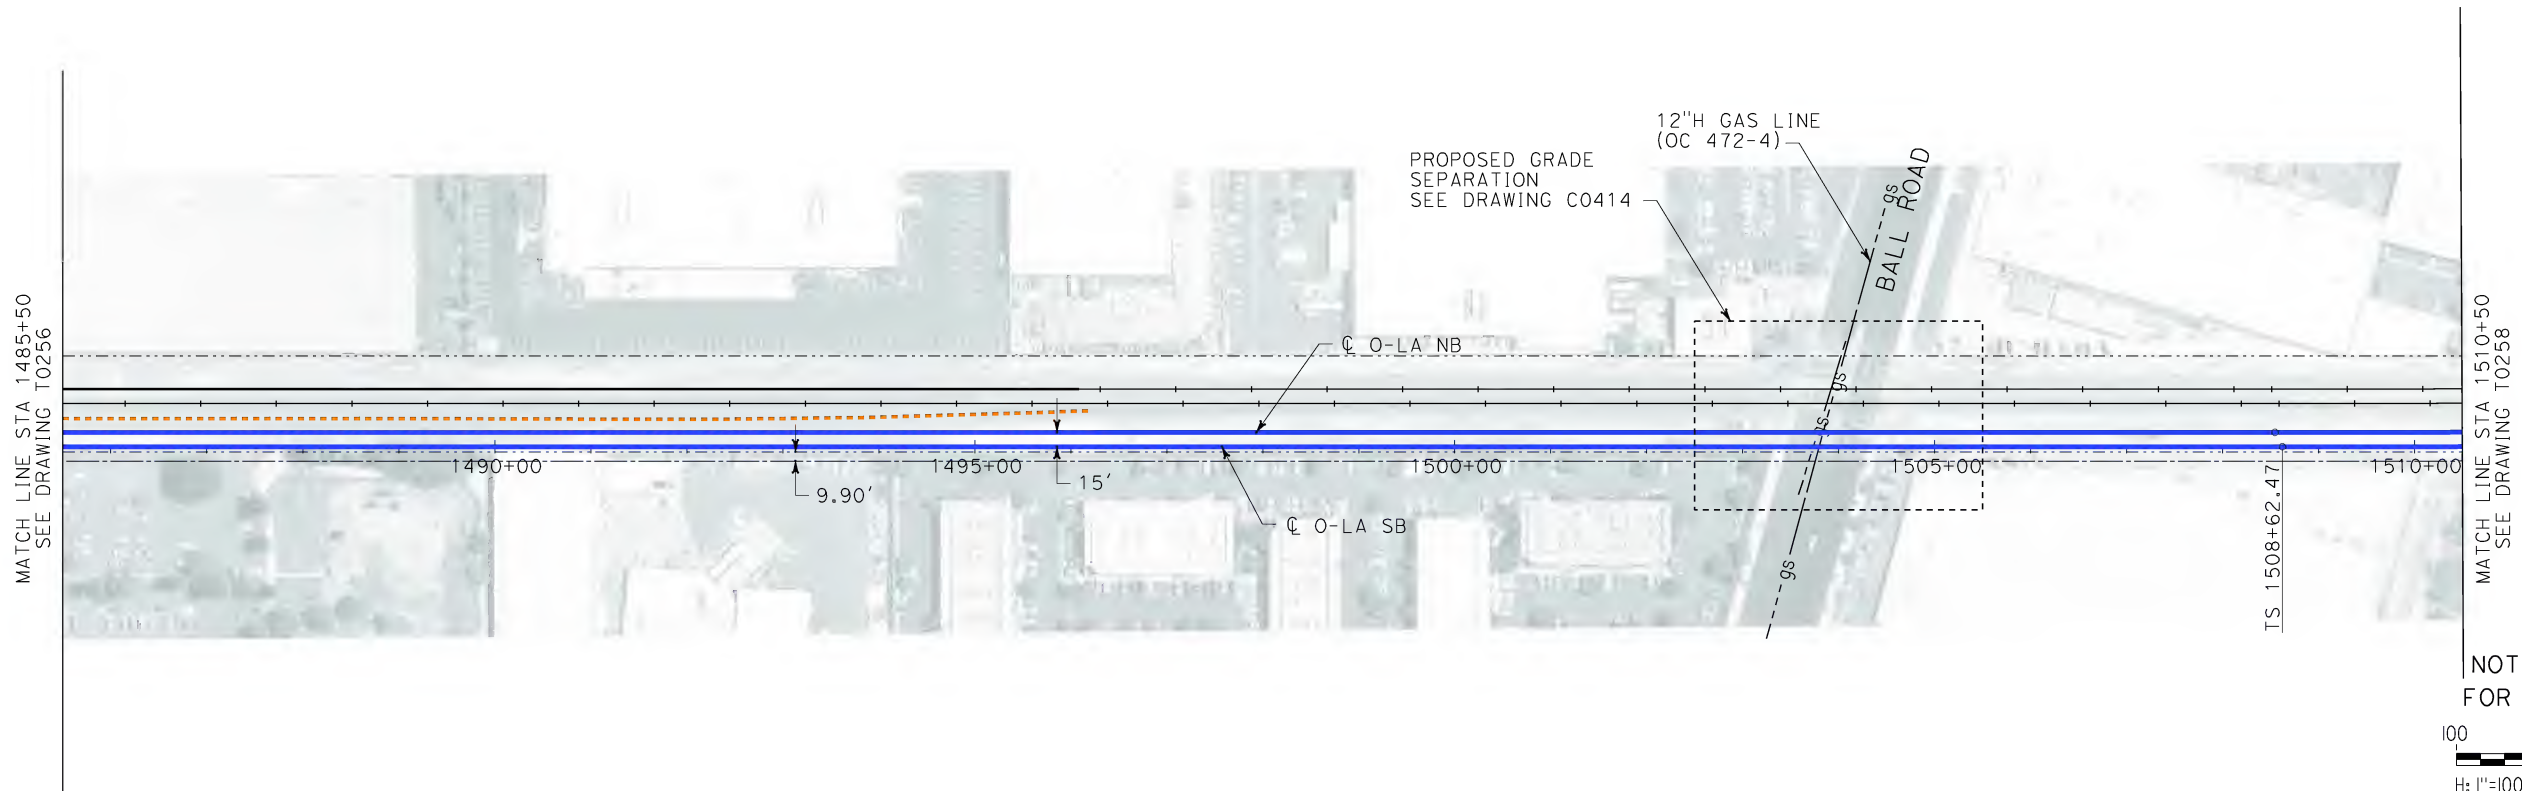 12"H GAS LINE
(OC 472-4)
PROPOSED GRADE
SEPARATION
SEE DRAWING C0414
gs
BALL ROAD
MATCH LINE STA 1485+50
SEE DRAWING T0256
MATCH LINE STA 1510+50
SEE DRAWING T0258
℄ O-LA NB
gs
gs
1490+00
1495+00
1500+00
1505+00
1510+00
9.90'
15'
℄ O-LA SB
gs
TS 1508+62.47
NOT
FOR
100
H: 1"=100